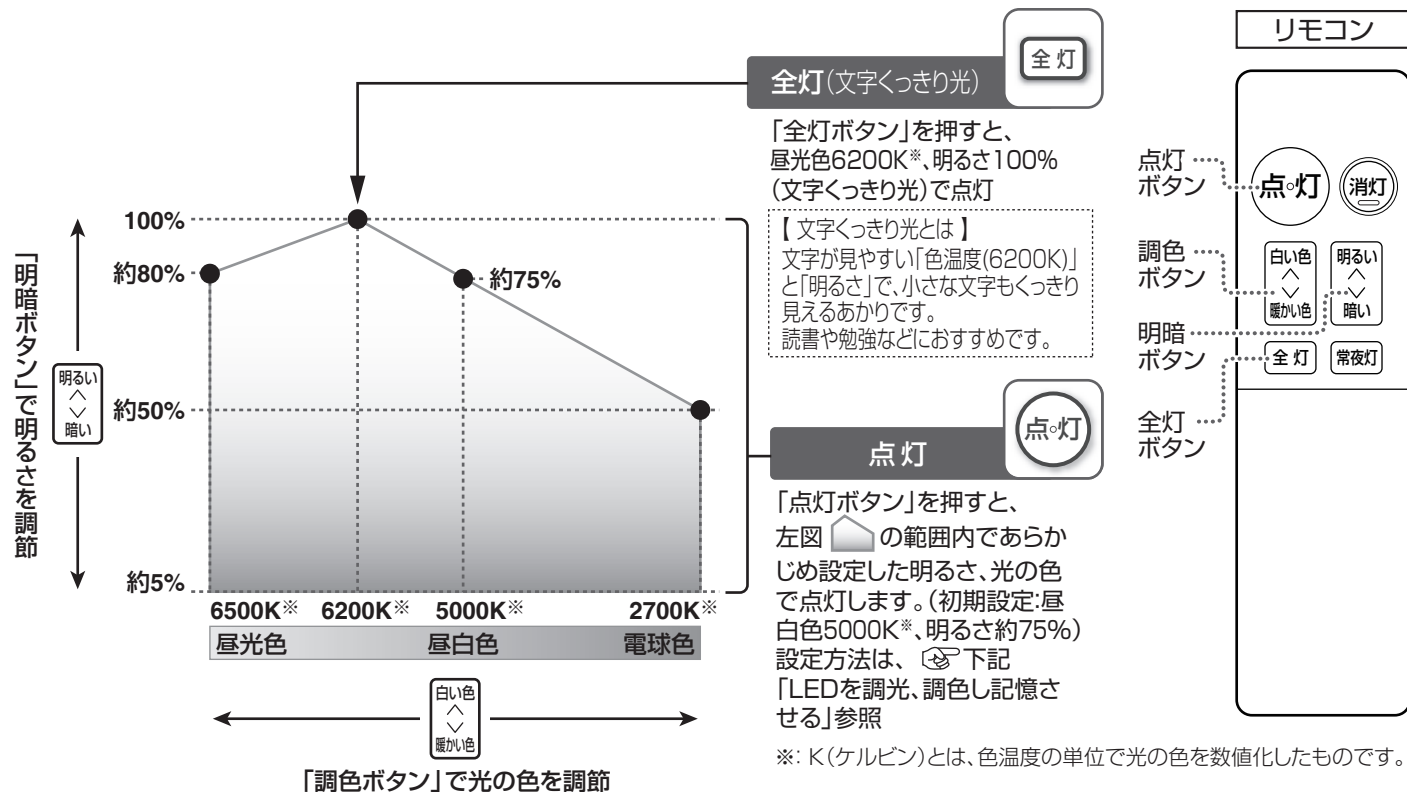 リモコン
全灯
全灯(文字くっきり光)
「全灯ボタン」を押すと、
昼光色6200K※、明るさ100%
(文字くっきり光)で点灯
【 文字くっきり光とは 】
文字が見やすい「色温度(6200K)」
と「明るさ」で、小さな文字もくっきり
見えるあかりです。
読書や勉強などにおすすめです。
100%
約80%
約75%
約50%
約5%
「明暗ボタン」で明るさを調節
明るい
暗い
6500K※ 6200K※ 5000K※ 2700K※
昼光色 昼白色 電球色
白い色
暖かい色
「調色ボタン」で光の色を調節
点灯
点灯
「点灯ボタン」を押すと、
左図 の範囲内であらか
じめ設定した明るさ、光の色
で点灯します。(初期設定:昼
白色5000K※、明るさ約75%)
設定方法は、 下記
「LEDを調光、調色し記憶さ
せる」参照
※: K(ケルビン)とは、色温度の単位で光の色を数値化したものです。
点灯
ボタン
調色
ボタン
明暗
ボタン
全灯
ボタン
点灯 消灯
白い色 明るい
暖かい色 暗い
全灯 常夜灯